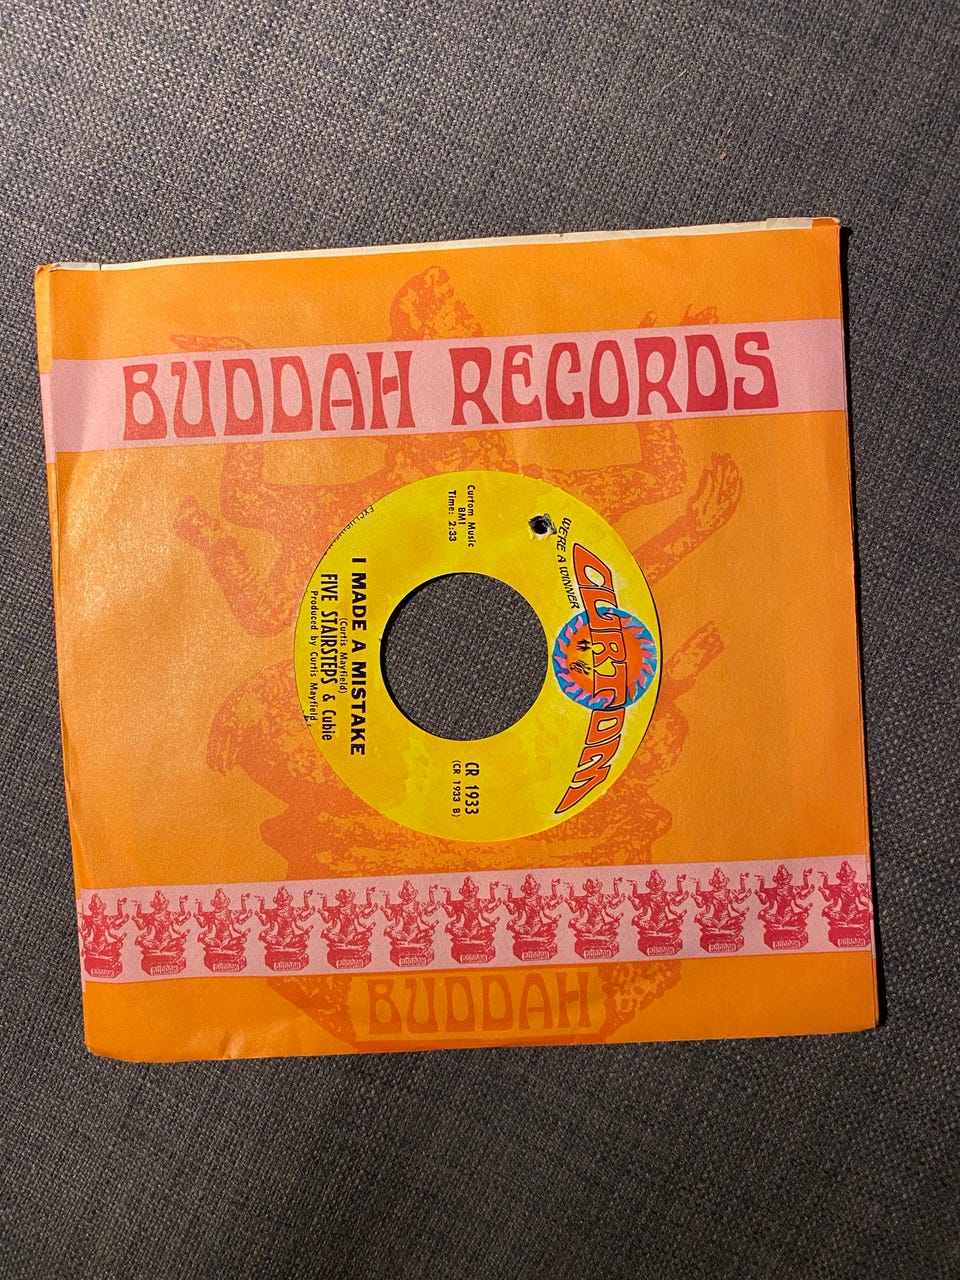 BUDDAH RECORDS
WE'RE A WINNER
CURTOM
Curtom Music
BMI
Time: 2:33
CR 1933
(CR 1933 B)
I MADE A MISTAKE
(Curtis Mayfield)
FIVE STAIRSTEPS & Cubie
Produced by Curtis Mayfield
BUDDAH